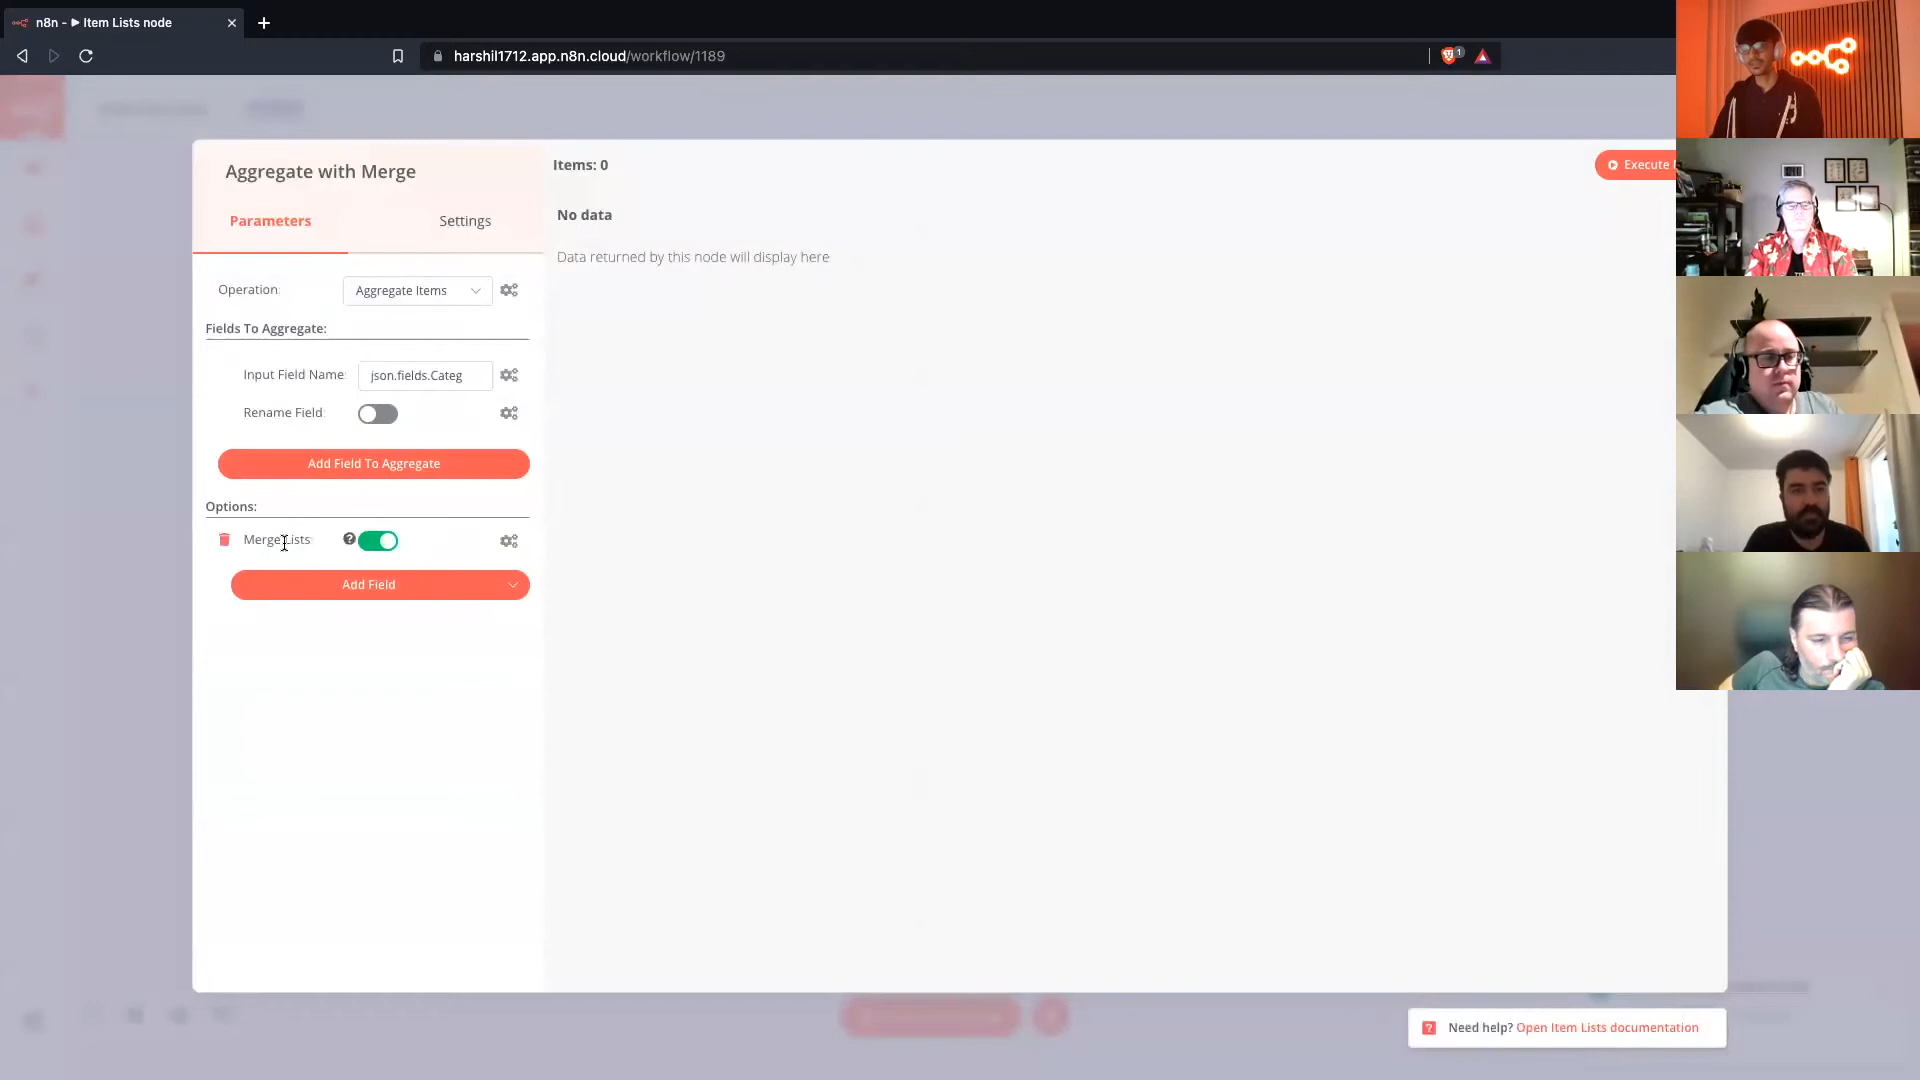 n8n - ▶ Item Lists node
harshil1712.app.n8n.cloud/workflow/1189
1
Aggregate with Merge
Items: 0
Execute
Parameters
Settings
No data
Data returned by this node will display here
Operation:
Aggregate Items
Fields To Aggregate:
Input Field Name:
json.fields.Categ
Rename Field:
Add Field To Aggregate
Options:
Merge Lists
Add Field
Need help? Open Item Lists documentation